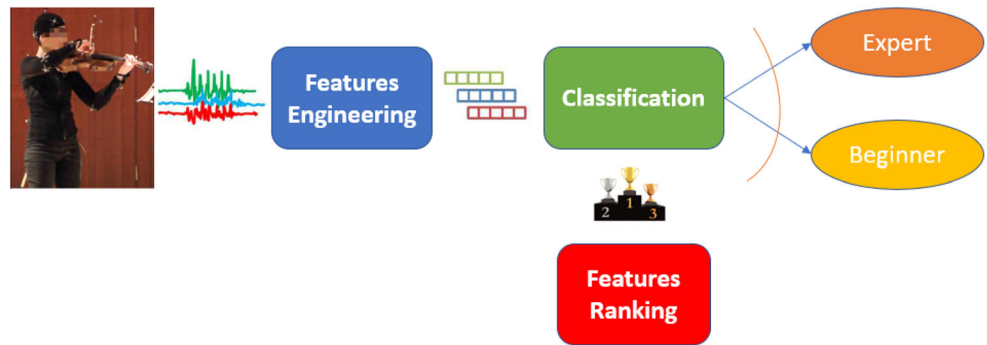 Features
Engineering
Classification
Expert
Beginner
2 1 3
Features
Ranking